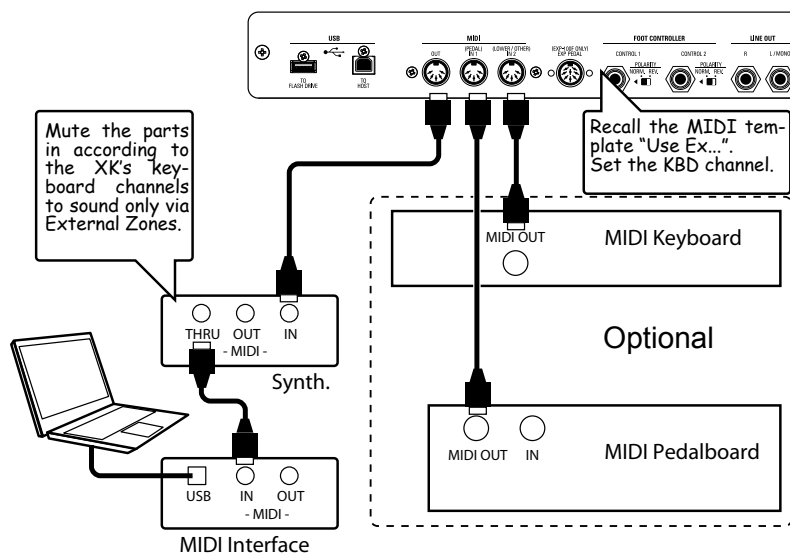 USB
MIDI
FOOT CONTROLLER
LINE OUT
OUT
(PEDAL)
IN 1
(LOWER / OTHER)
IN 2
(EXP-100F ONLY)
EXP PEDAL
CONTROL 1
CONTROL 2
R
L / MONO
POLARITY
NORM. REV.
POLARITY
NORM. REV.
TO
FLASH DRIVE
TO
HOST
Mute the parts
in according to
the XK's key-
board channels
to sound only via
External Zones.
Recall the MIDI tem-
plate "Use Ex...".
Set the KBD channel.
MIDI OUT
MIDI Keyboard
THRU OUT IN
- MIDI -
Synth.
Optional
MIDI OUT IN
MIDI Pedalboard
USB IN OUT
- MIDI -
MIDI Interface